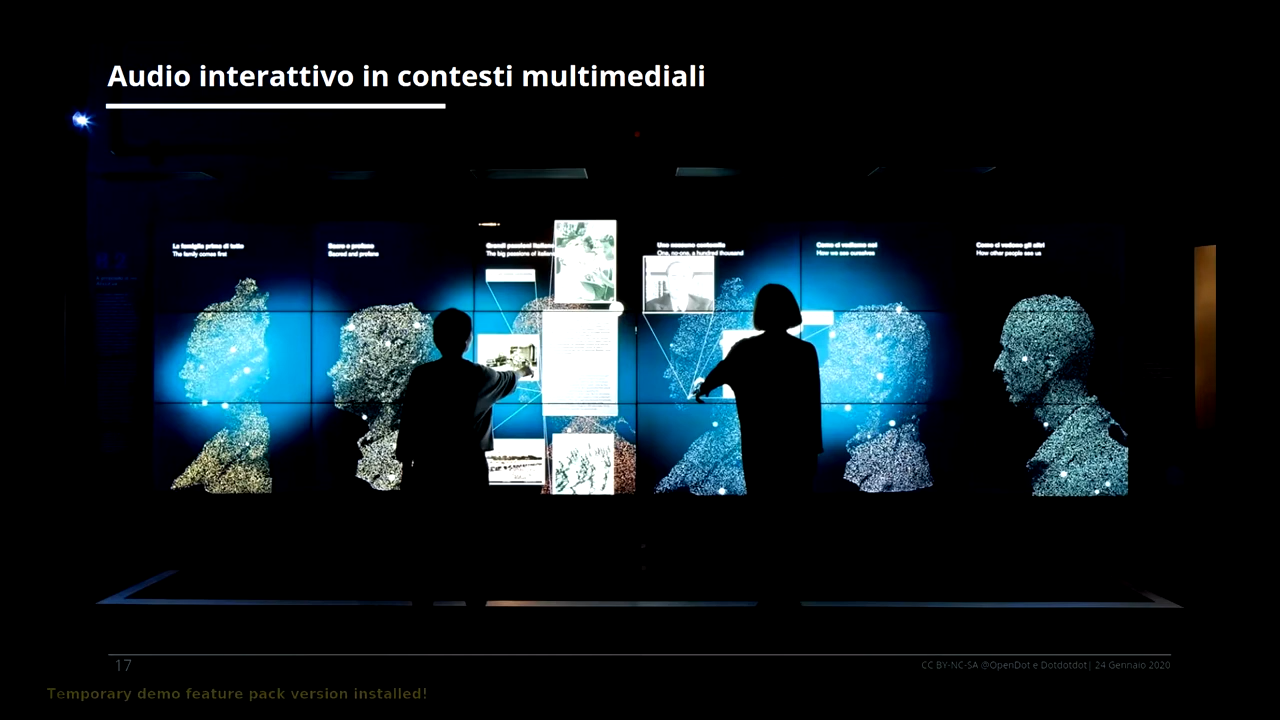 Audio interattivo in contesti multimediali
La famiglia prima di tutto
The family comes first
Sacro e profano
Sacred and profane
Grandi passioni
The big passions of
Uno nessuno centomila
One, no-one, a hundred thousand
Come ci vediamo noi
How we see ourselves
Come ci vedono gli altri
How other people see us
17
CC BY-NC-SA @OpenDot e Dotdotdot| 24 Gennaio 2020
Temporary demo feature pack version installed!